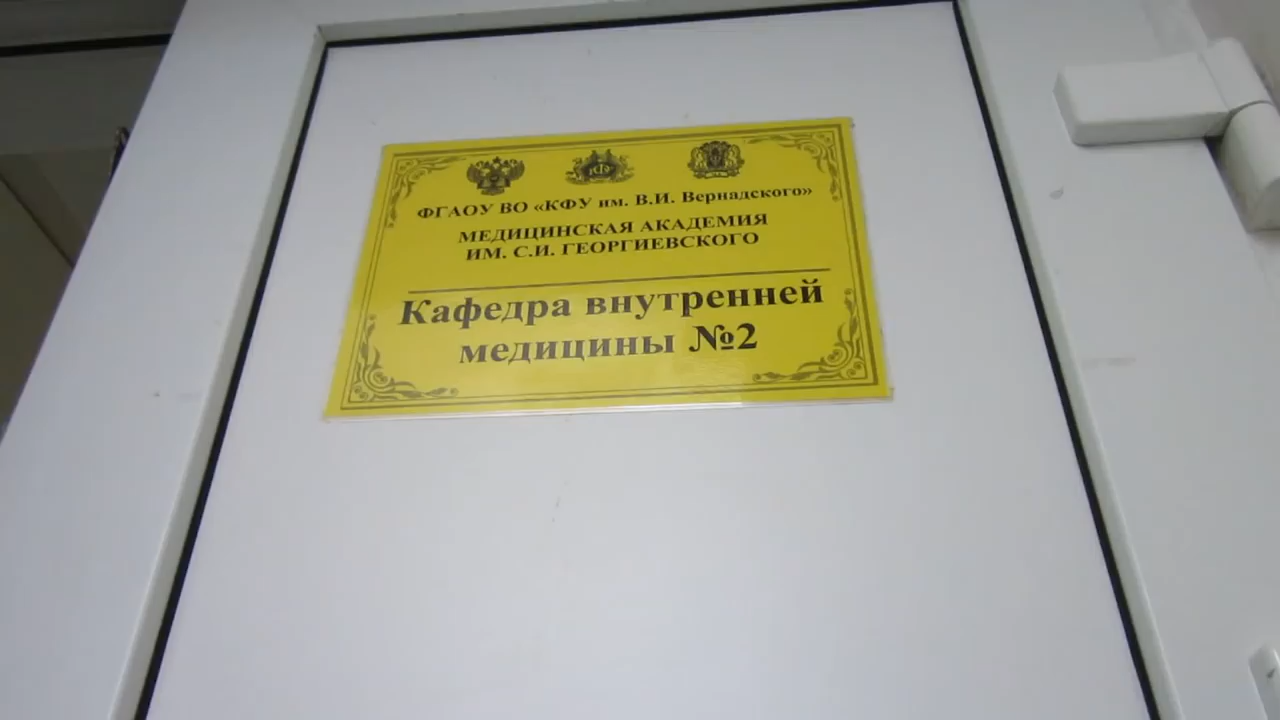 ФГАОУ ВО «КФУ им. В.И. Вернадского»
МЕДИЦИНСКАЯ АКАДЕМИЯ
ИМ. С.И. ГЕОРГИЕВСКОГО
Кафедра внутренней
медицины №2